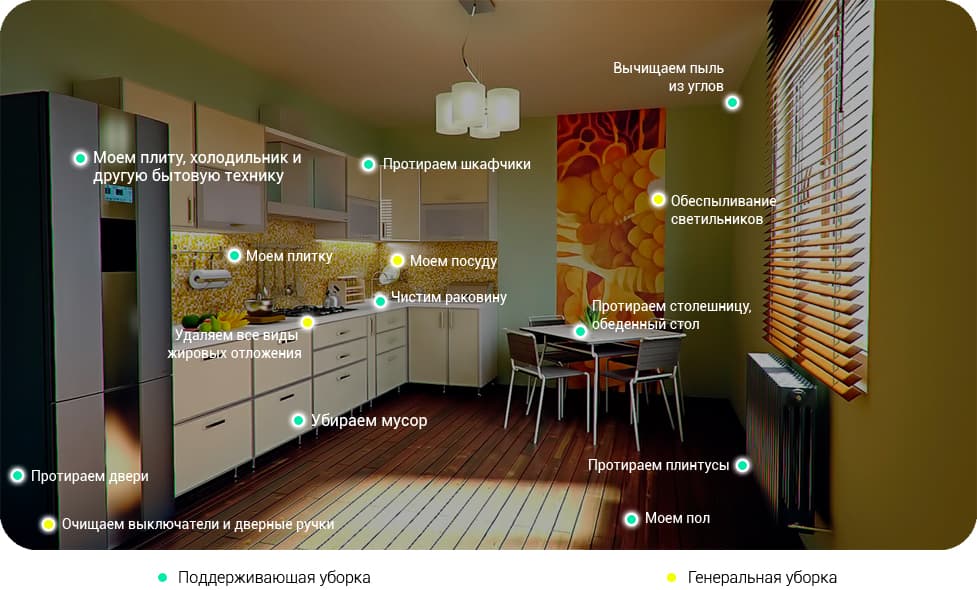 Вычищаем пыль
из углов
Моем плиту, холодильник и
другую бытовую технику
Протираем шкафчики
Обеспыливание
светильников
Моем плитку
Моем посуду
Чистим раковину
Протираем столешницу,
обеденный стол
Удаляем все виды
жировых отложения
Убираем мусор
Протираем плинтусы
Протираем двери
Моем пол
Очищаем выключатели и дверные ручки
Поддерживающая уборка
Генеральная уборка